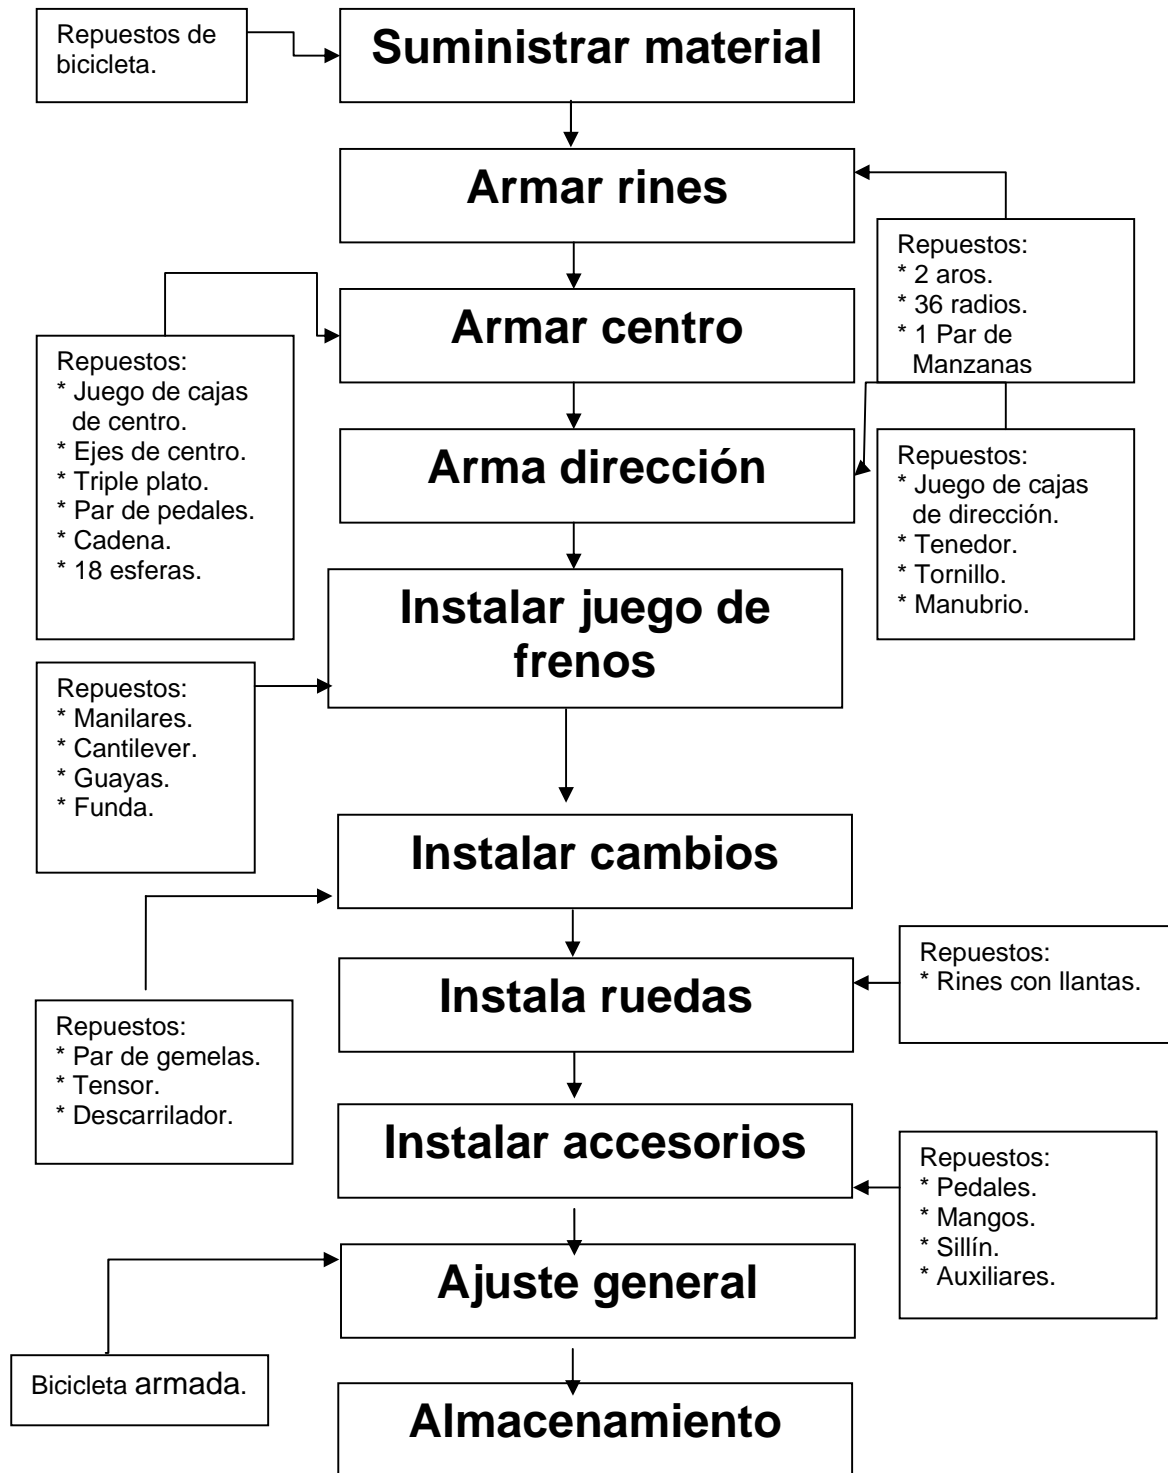 Repuestos de
bicicleta.
Suministrar material
Armar rines
Repuestos:
* 2 aros.
* 36 radios.
* 1 Par de
Manzanas
Armar centro
Repuestos:
* Juego de cajas
de centro.
* Ejes de centro.
* Triple plato.
* Par de pedales.
* Cadena.
* 18 esferas.
Arma dirección
Repuestos:
* Juego de cajas
de dirección.
* Tenedor.
* Tornillo.
* Manubrio.
Instalar juego de
frenos
Repuestos:
* Manilares.
* Cantilever.
* Guayas.
* Funda.
Instalar cambios
Repuestos:
* Par de gemelas.
* Tensor.
* Descarrilador.
Instala ruedas
Repuestos:
* Rines con llantas.
Instalar accesorios
Repuestos:
* Pedales.
* Mangos.
* Sillín.
* Auxiliares.
Ajuste general
Bicicleta armada.
Almacenamiento